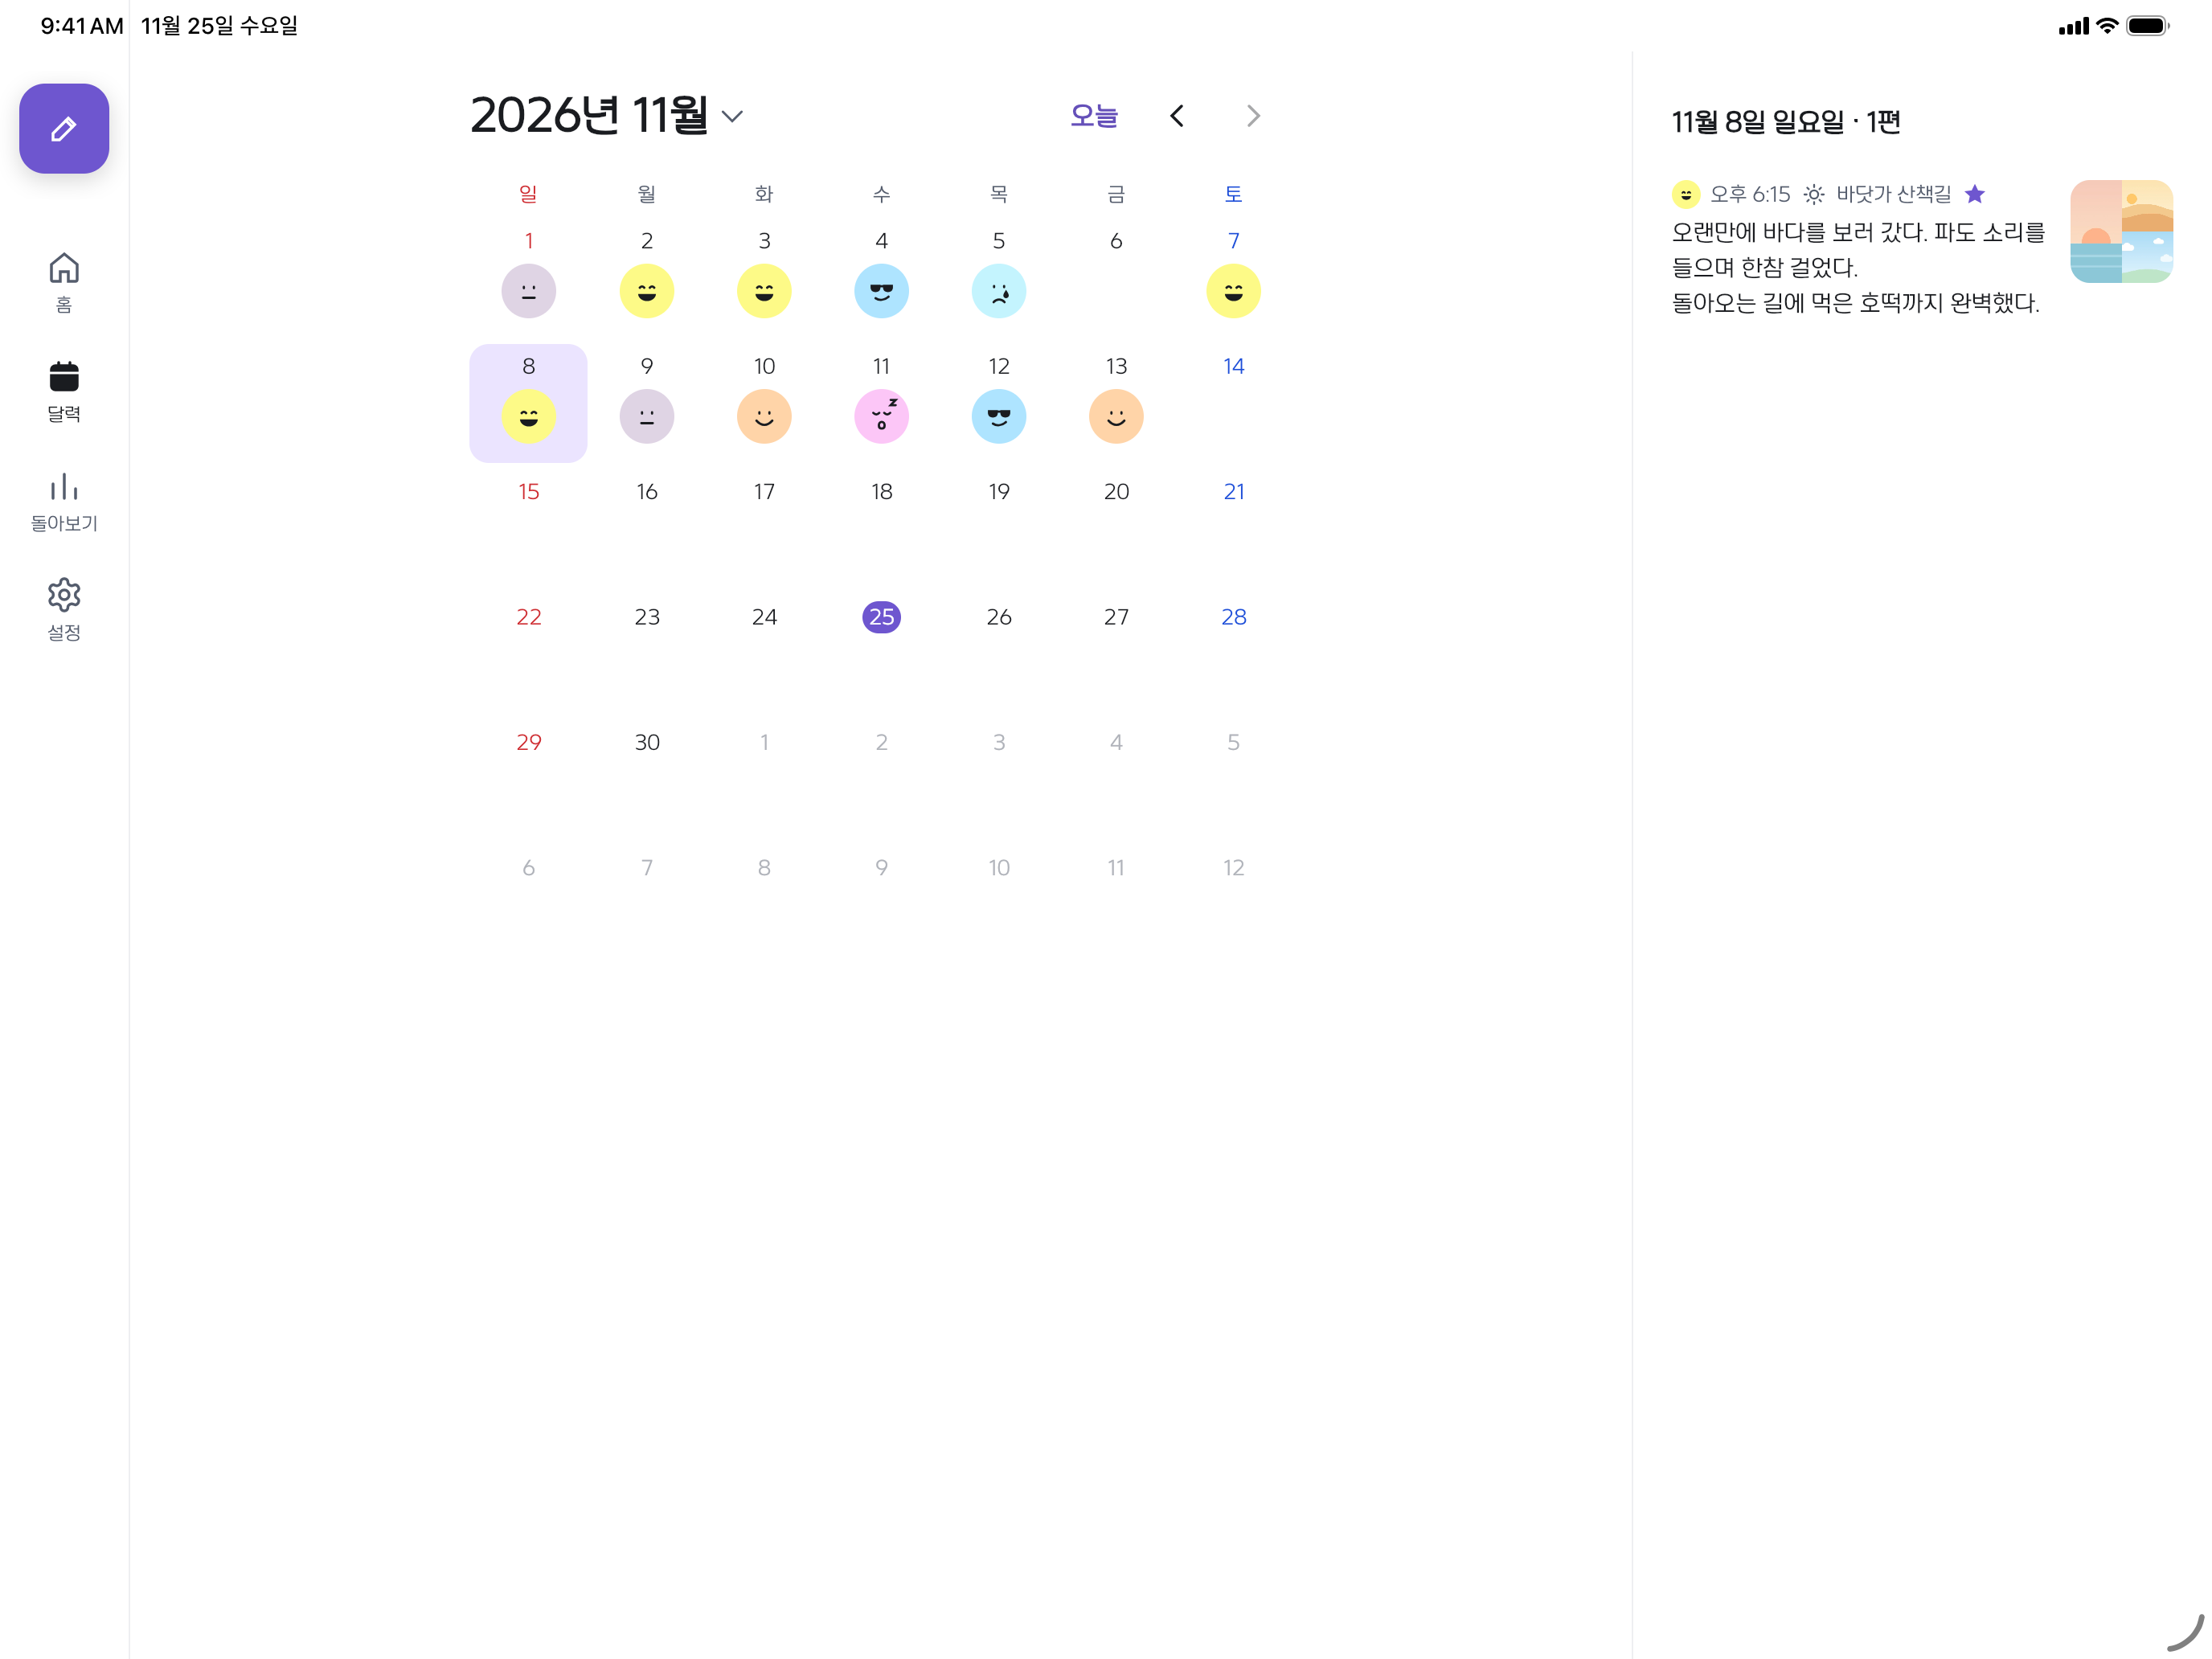 9:41 AM 11월 25일 수요일
홈
달력
돌아보기
설정
2026년 11월
오늘
일 월 화 수 목 금 토
1 2 3 4 5 6 7
8 9 10 11 12 13 14
15 16 17 18 19 20 21
22 23 24 25 26 27 28
29 30 1 2 3 4 5
6 7 8 9 10 11 12
11월 8일 일요일 · 1편
오후 6:15 바닷가 산책길
오랜만에 바다를 보러 갔다. 파도 소리를
들으며 한참 걸었다.
돌아오는 길에 먹은 호떡까지 완벽했다.